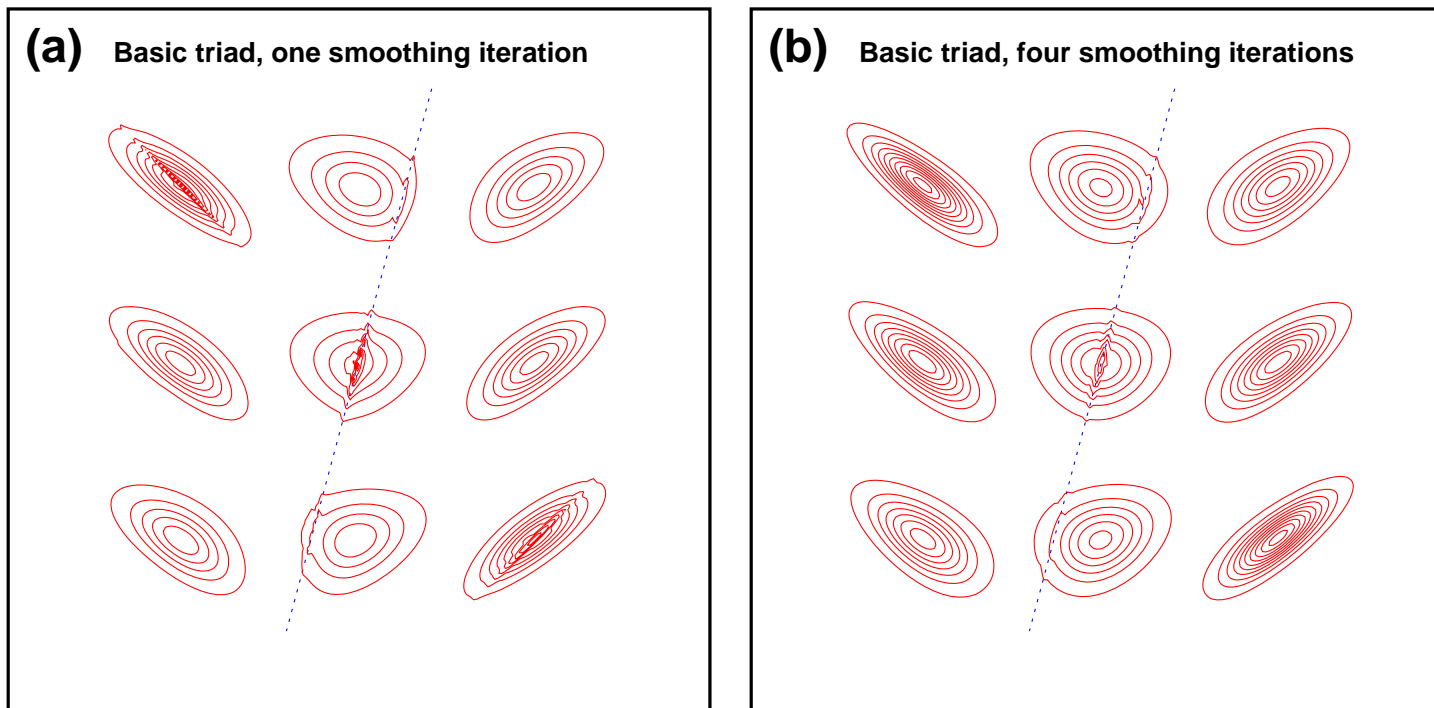 (a) Basic triad, one smoothing iteration
(b) Basic triad, four smoothing iterations